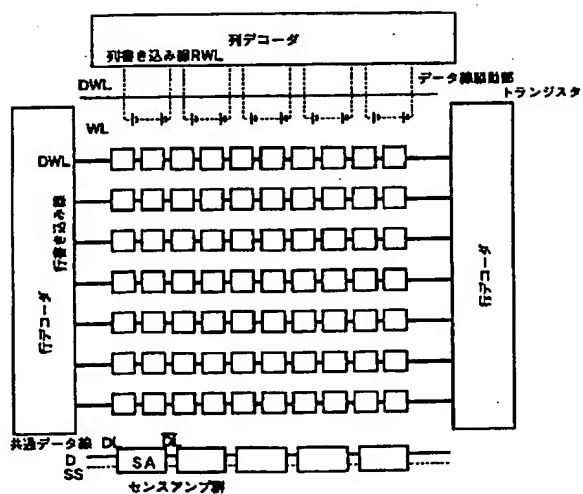 列デコーダ
列書き込み線RWL
DWL
データ線駆動部
トランジスタ
WL
DWL
行書き込み線
行デコーダ
行デコーダ
共通データ線
DL
DL
D
SA
SS
センスアンプ群